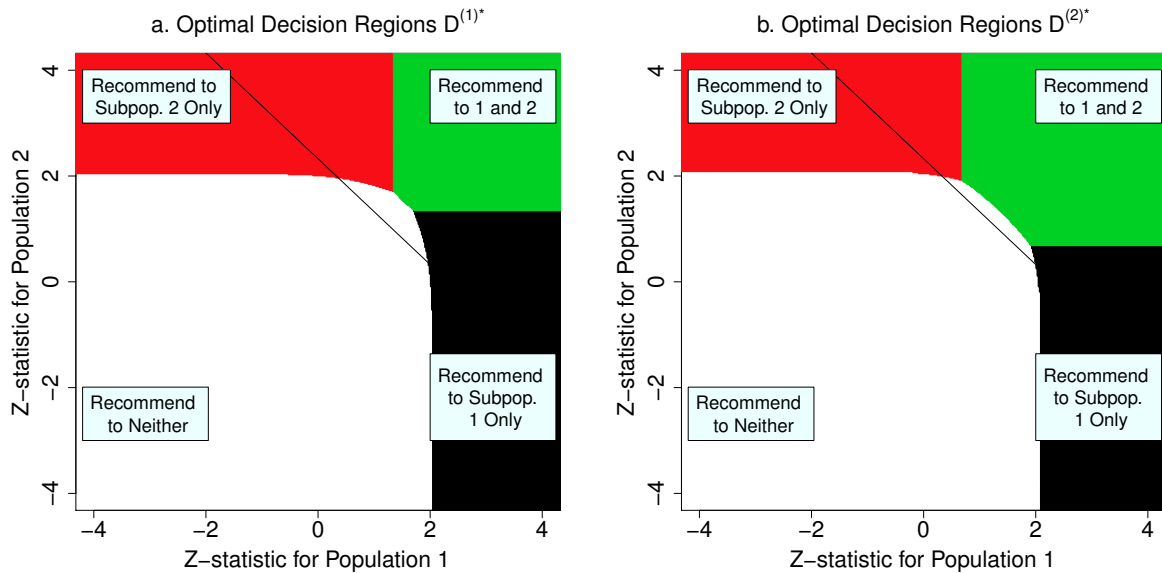 a. Optimal Decision Regions D(1)*
Recommend to
Subpop. 2 Only
Recommend
to 1 and 2
Recommend
to Neither
Recommend
to Subpop.
1 Only
Z−statistic for Population 2
−4
−2
0
2
4
−4
−2
0
2
4
Z−statistic for Population 1
b. Optimal Decision Regions D(2)*
Recommend to
Subpop. 2 Only
Recommend
to 1 and 2
Recommend
to Neither
Recommend
to Subpop.
1 Only
Z−statistic for Population 2
−4
−2
0
2
4
−4
−2
0
2
4
Z−statistic for Population 1